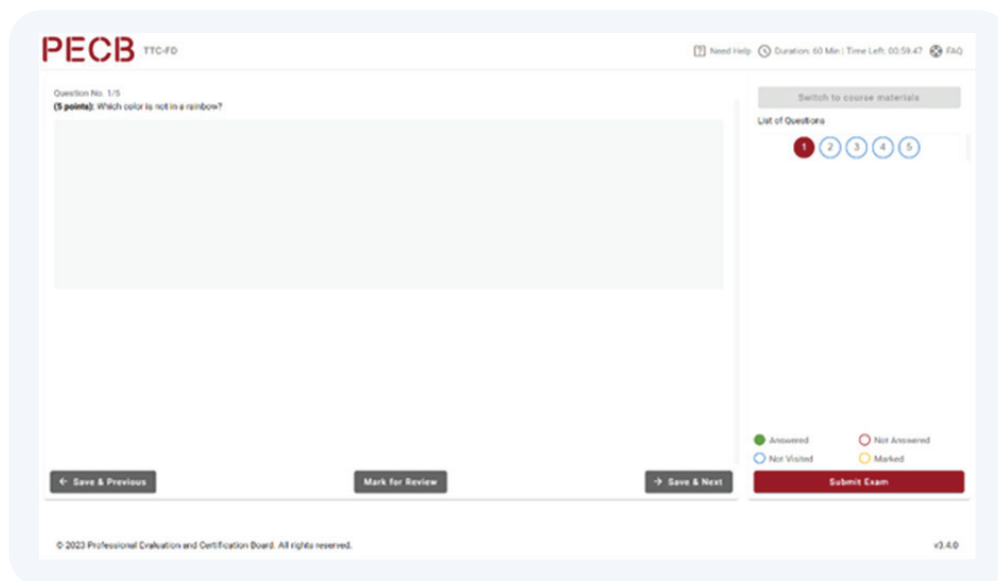 PECB TTC-FD
Need Help Duration: 60 Min | Time Left: 00:59:47 FAQ
Question No. 1/5
(5 points): Which color is not in a rainbow?
Switch to course materials
List of Questions
1 2 3 4 5
Answered Not Answered
Not Visited Marked
← Save & Previous Mark for Review → Save & Next Submit Exam
© 2023 Professional Evaluation and Certification Board. All rights reserved. v3.4.0